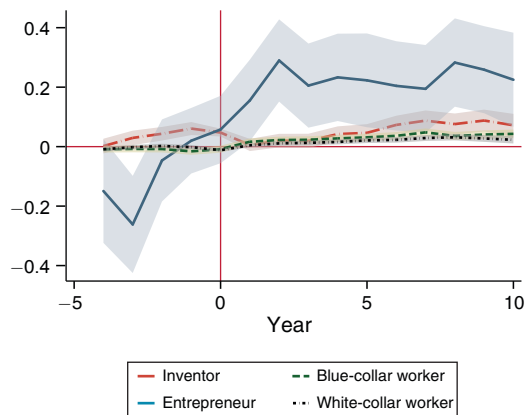 0.4
0.2
0
−0.2
−0.4
−5
0
5
10
Year
Inventor
Blue-collar worker
Entrepreneur
White-collar worker